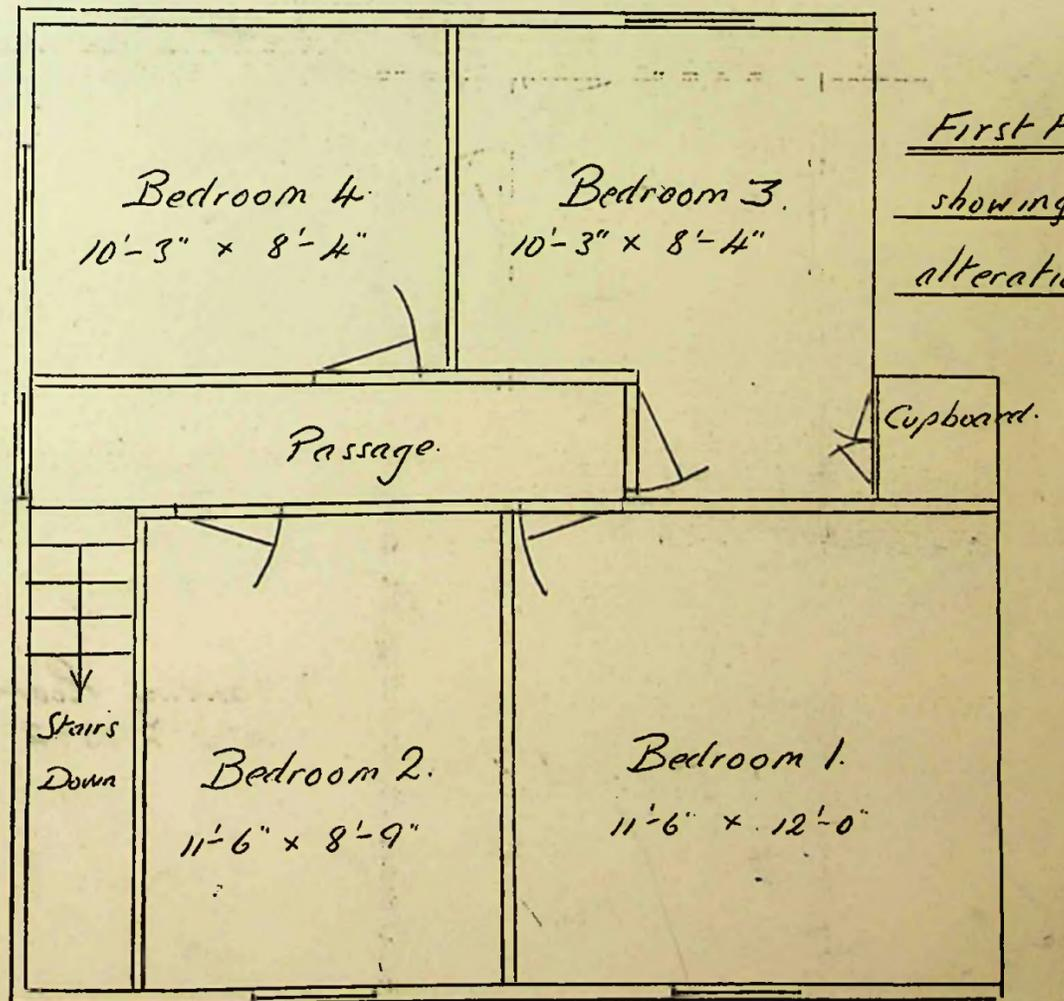 Bedroom 4.
10'-3" x 8'-4"
Bedroom 3.
10'-3" x 8'-4"
First
showing
Passage.
Cupboard.
Stairs
Down
Bedroom 2.
11'-6" x 8'-9"
Bedroom 1.
11'-6" x 12'-0"